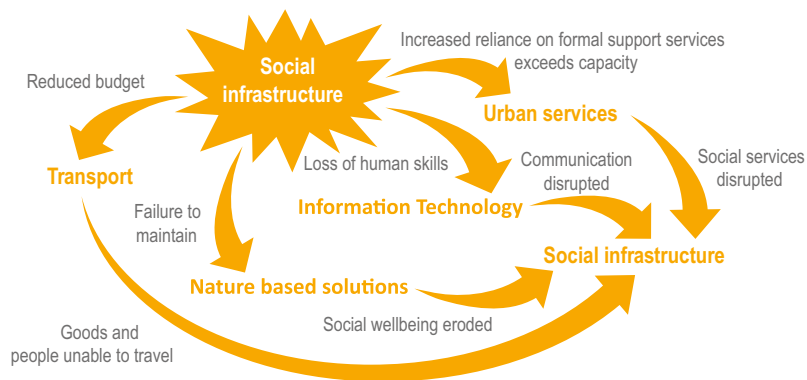 Social
infrastructure
Increased reliance on formal support services
exceeds capacity
Reduced budget
Urban services
Transport
Loss of human skills
Communication
disrupted
Social services
disrupted
Failure to
maintain
Information Technology
Social infrastructure
Nature based solutions
Social wellbeing eroded
Goods and
people unable to travel